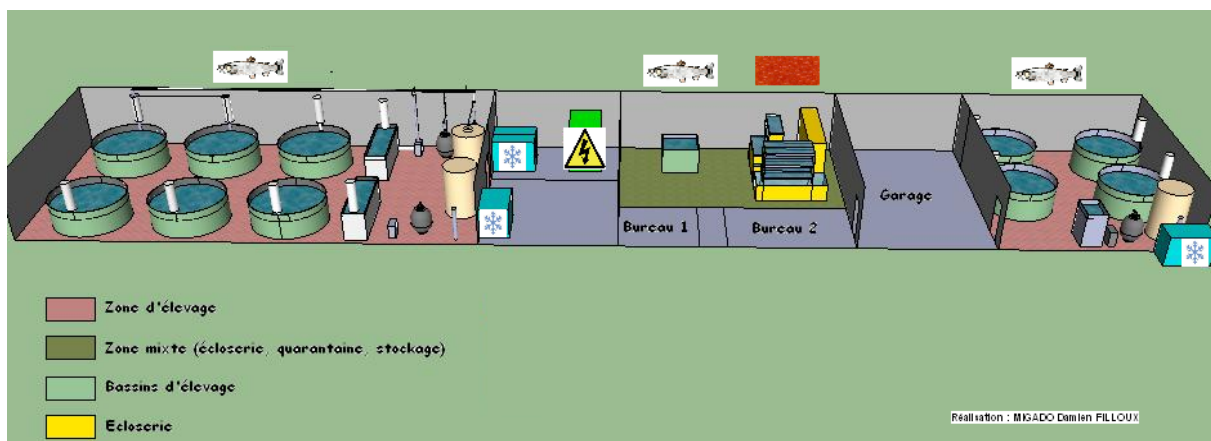 Garage
Bureau 1
Bureau 2
Zone d'élevage
Zone mixte (écloserie, quarantaine, stockage)
Bassins d'élevage
Ecloserie
Réalisation : MIGADO Damien FILLOUX